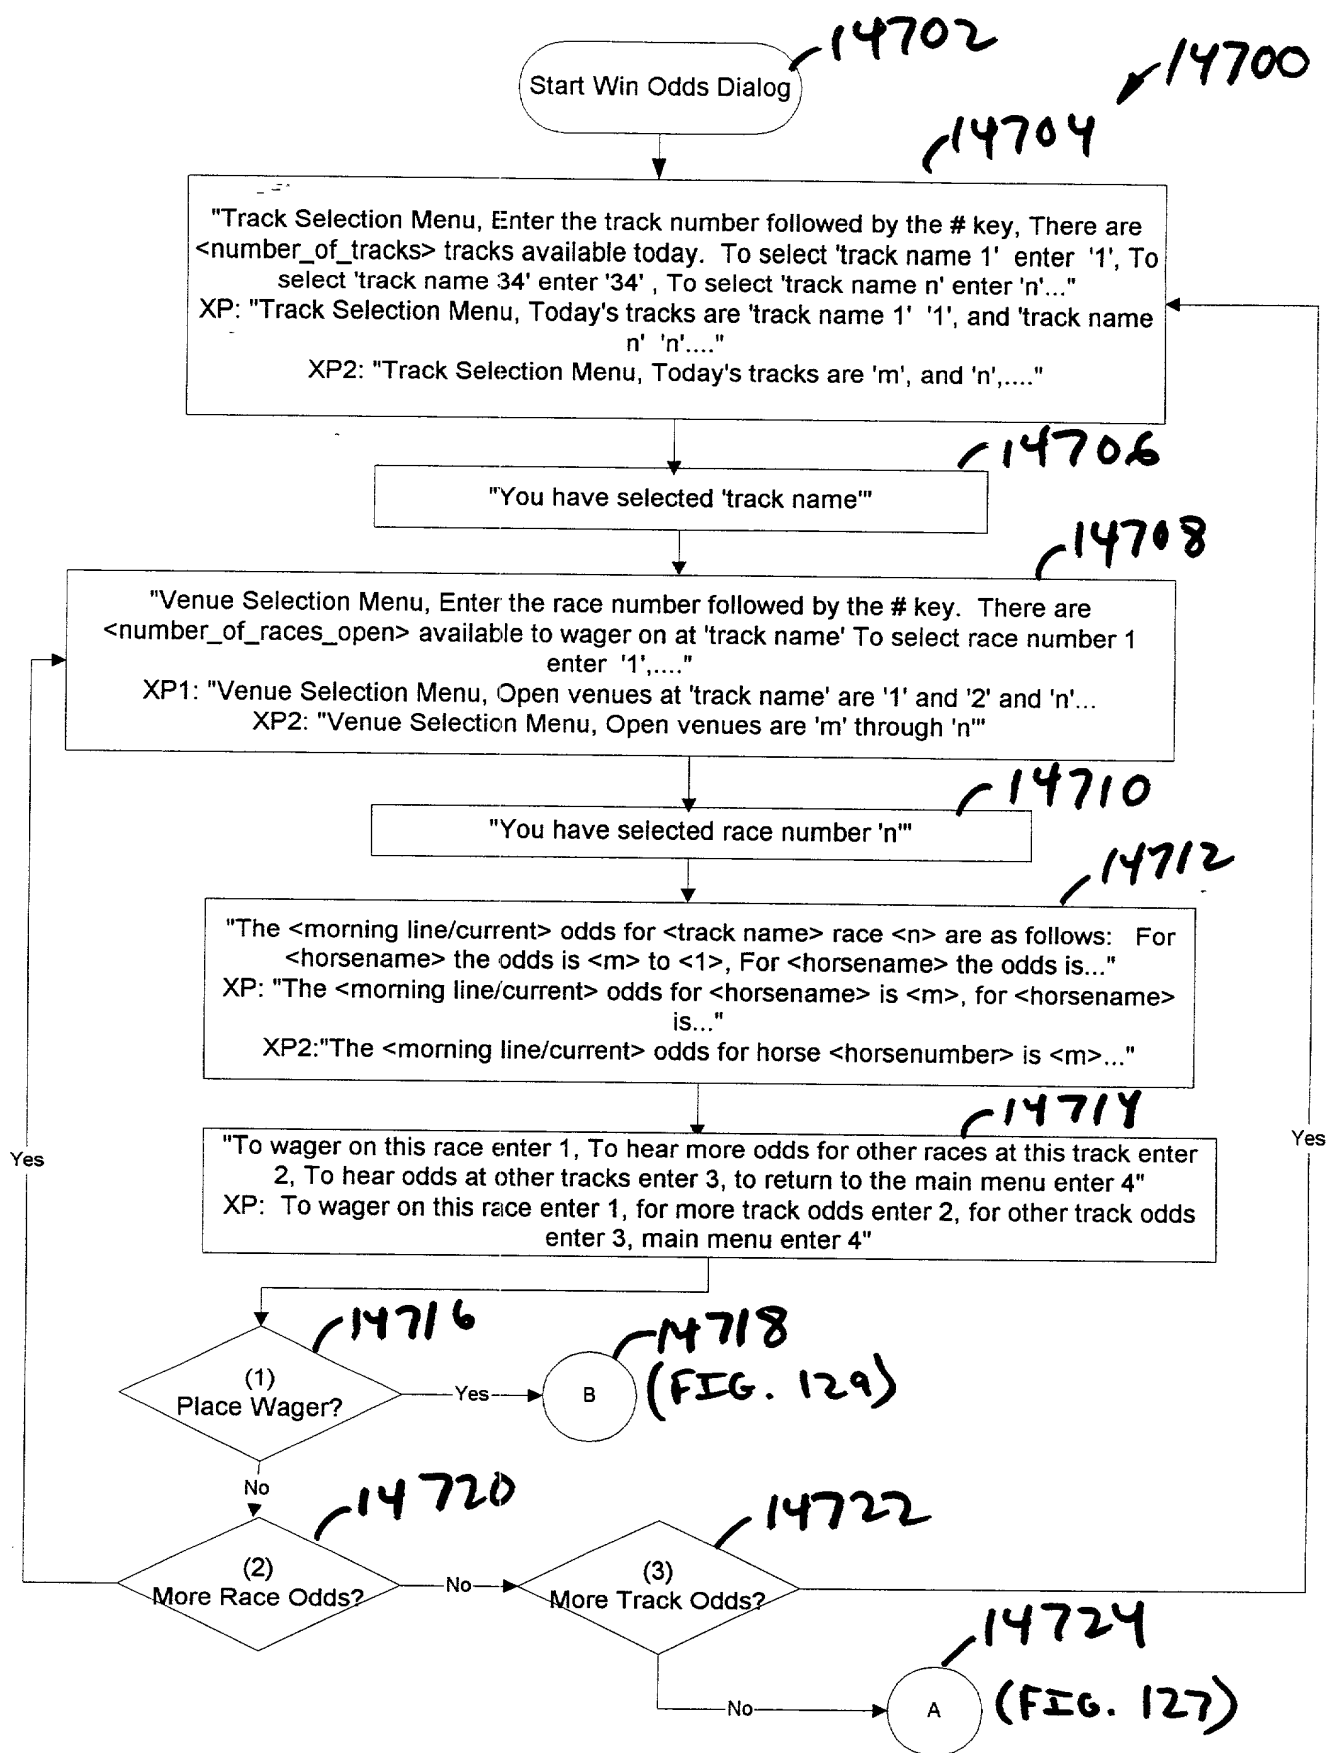 14702
14700
Start Win Odds Dialog
14704
"Track Selection Menu, Enter the track number followed by the # key, There are
<number_of_tracks> tracks available today.  To select 'track name 1'  enter  '1', To
select 'track name 34' enter '34' , To select 'track name n' enter 'n'..."
XP: "Track Selection Menu, Today's tracks are 'track name 1'  '1', and 'track name
n'  'n'...."
XP2: "Track Selection Menu, Today's tracks are 'm', and 'n',...."
14706
"You have selected 'track name'"
14708
"Venue Selection Menu, Enter the race number followed by the # key.  There are
<number_of_races_open> available to wager on at 'track name' To select race number 1
enter  '1',...."
XP1: "Venue Selection Menu, Open venues at 'track name' are '1' and '2' and 'n'...
XP2: "Venue Selection Menu, Open venues are 'm' through 'n'"
14710
"You have selected race number 'n'"
14712
"The <morning line/current> odds for <track name> race <n> are as follows:   For
<horsename> the odds is <m> to <1>, For <horsename> the odds is..."
XP: "The <morning line/current> odds for <horsename> is <m>, for <horsename>
is..."
XP2:"The <morning line/current> odds for horse <horsenumber> is <m>..."
14714
"To wager on this race enter 1, To hear more odds for other races at this track enter
2, To hear odds at other tracks enter 3, to return to the main menu enter 4"
XP:  To wager on this race enter 1, for more track odds enter 2, for other track odds
enter 3, main menu enter 4"
Yes
Yes
14716
(1)
Place Wager?
Yes
B
14718
(FIG. 129)
No
14720
(2)
More Race Odds?
No
14722
(3)
More Track Odds?
No
14724
A
(FIG. 127)